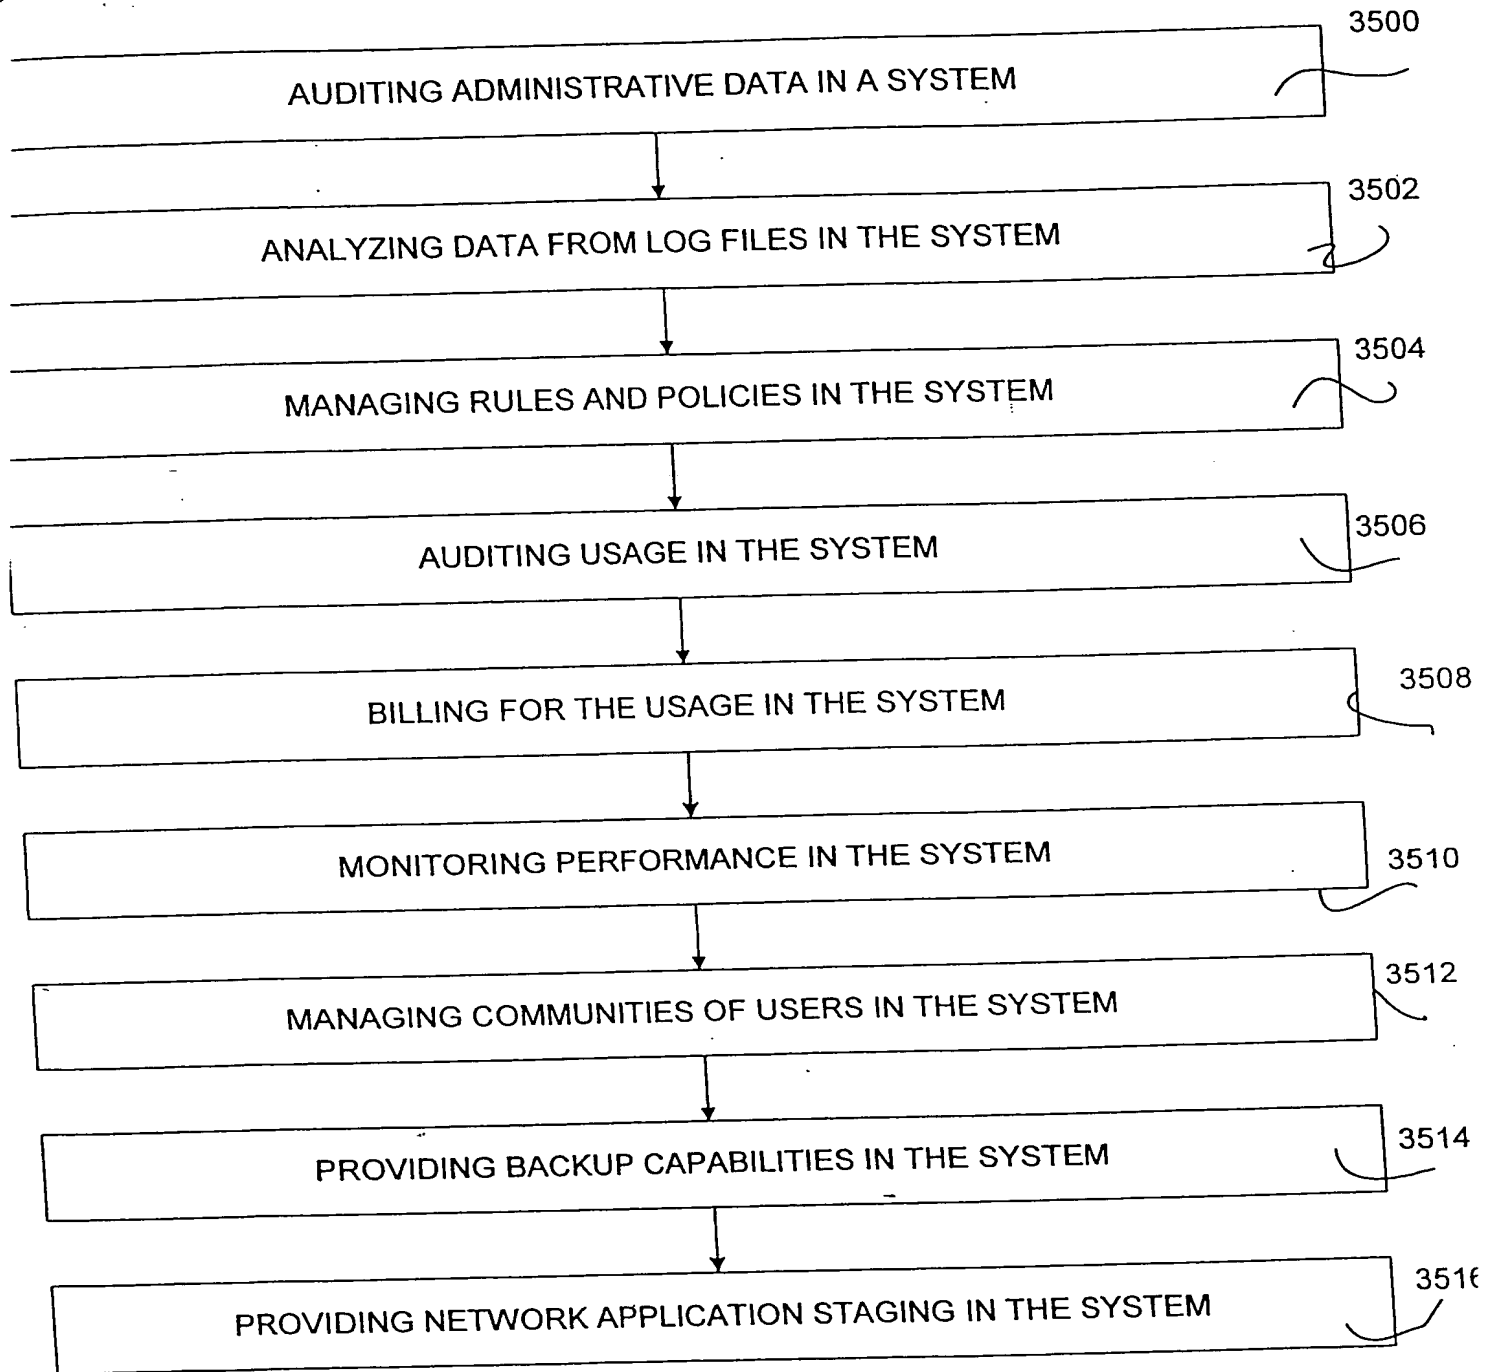 3500
AUDITING ADMINISTRATIVE DATA IN A SYSTEM
3502
ANALYZING DATA FROM LOG FILES IN THE SYSTEM
3504
MANAGING RULES AND POLICIES IN THE SYSTEM
3506
AUDITING USAGE IN THE SYSTEM
3508
BILLING FOR THE USAGE IN THE SYSTEM
3510
MONITORING PERFORMANCE IN THE SYSTEM
3512
MANAGING COMMUNITIES OF USERS IN THE SYSTEM
3514
PROVIDING BACKUP CAPABILITIES IN THE SYSTEM
3516
PROVIDING NETWORK APPLICATION STAGING IN THE SYSTEM